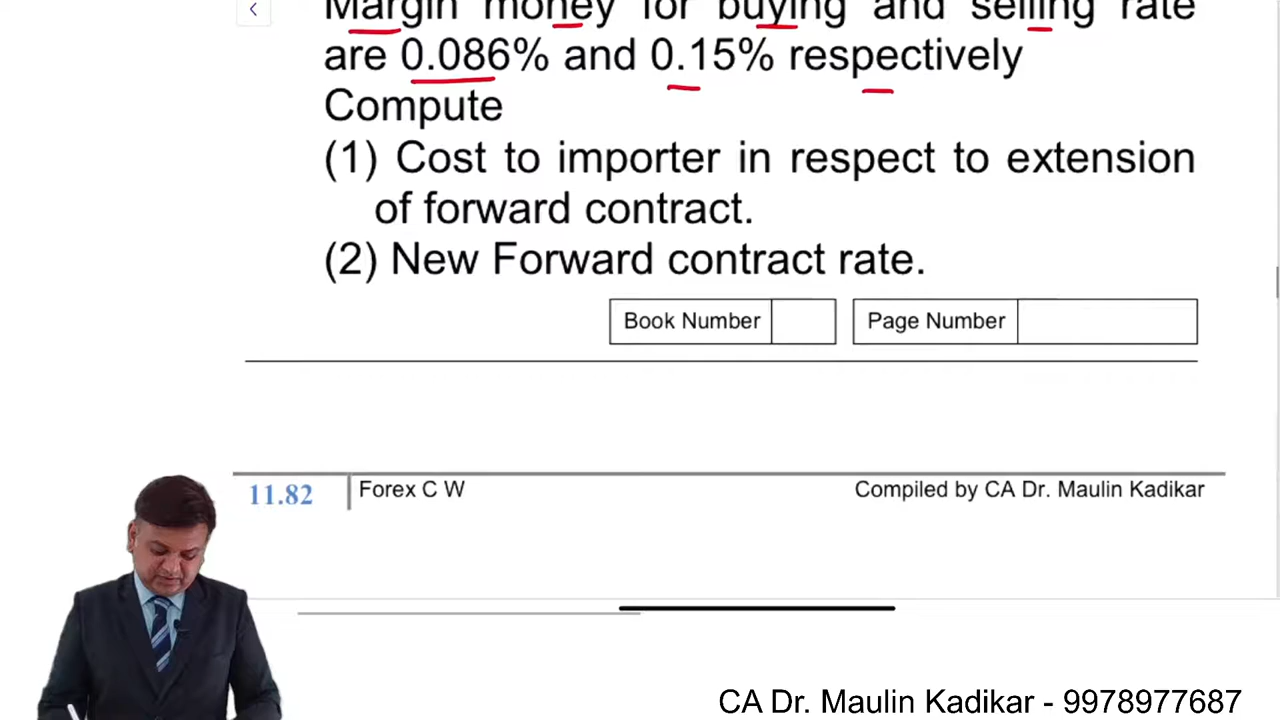 Margin money for buying and selling rate
are 0.086% and 0.15% respectively
Compute
(1) Cost to importer in respect to extension
of forward contract.
(2) New Forward contract rate.
Book Number
Page Number
11.82 Forex C W Compiled by CA Dr. Maulin Kadikar
CA Dr. Maulin Kadikar - 9978977687